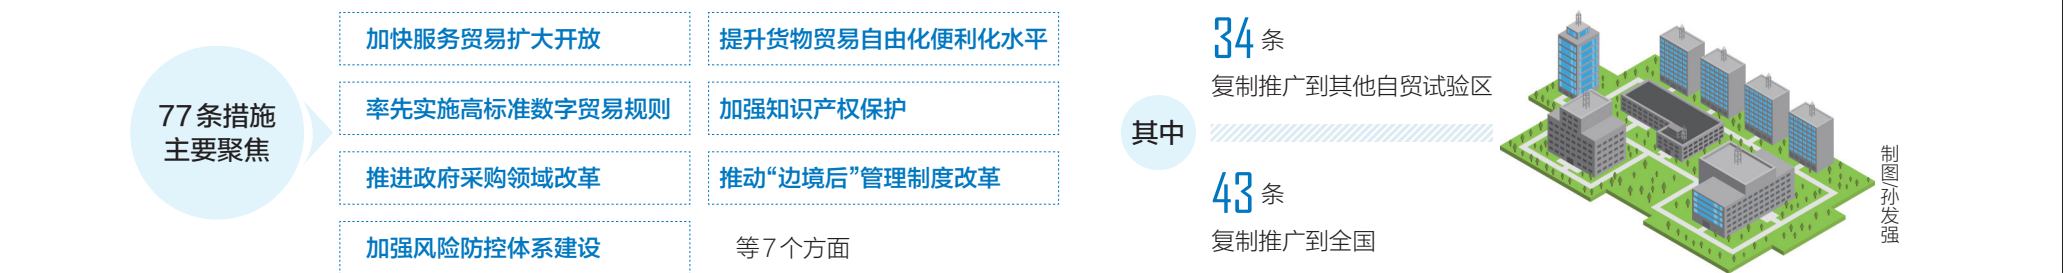 77条措施
主要聚焦
加快服务贸易扩大开放
提升货物贸易自由化便利化水平
率先实施高标准数字贸易规则
加强知识产权保护
推进政府采购领域改革
推动“边境后”管理制度改革
加强风险防控体系建设
等7个方面
其中
34条
复制推广到其他自贸试验区
43条
复制推广到全国
制图/孙发强